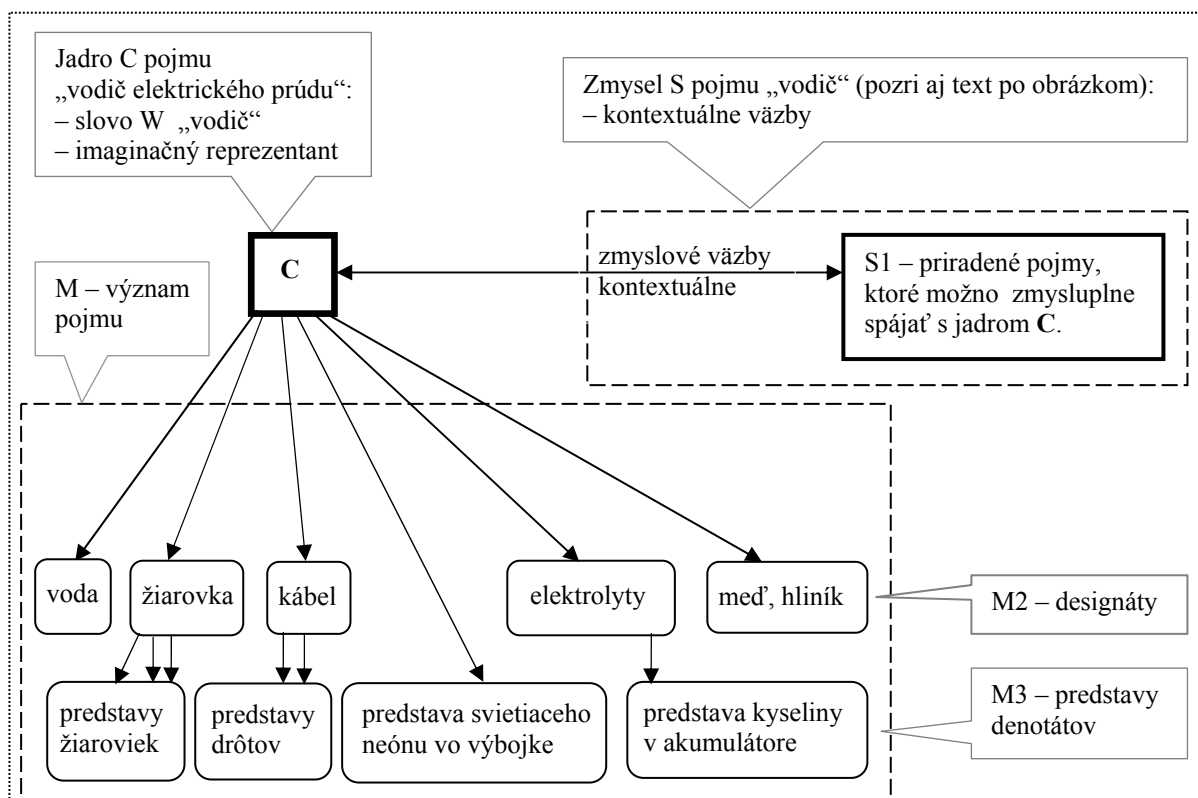 Jadro C pojmu
„vodič elektrického prúdu“:
– slovo W „vodič“
– imaginačný reprezentant
Zmysel S pojmu „vodič“ (pozri aj text po obrázkom):
– kontextuálne väzby
C
zmyslové väzby
kontextuálne
S1 – priradené pojmy,
ktoré možno zmysluplne
spájať s jadrom C.
M – význam
pojmu
voda
žiarovka
kábel
elektrolyty
meď, hliník
M2 – designáty
predstavy
žiaroviek
predstavy
drôtov
predstava svietiaceho
neónu vo výbojke
predstava kyseliny
v akumulátore
M3 – predstavy
denotátov